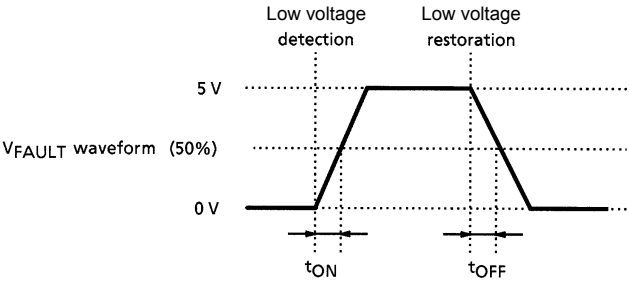 Low voltage
detection
Low voltage
restoration
5 V
VFAULT waveform (50%)
0 V
tON
tOFF